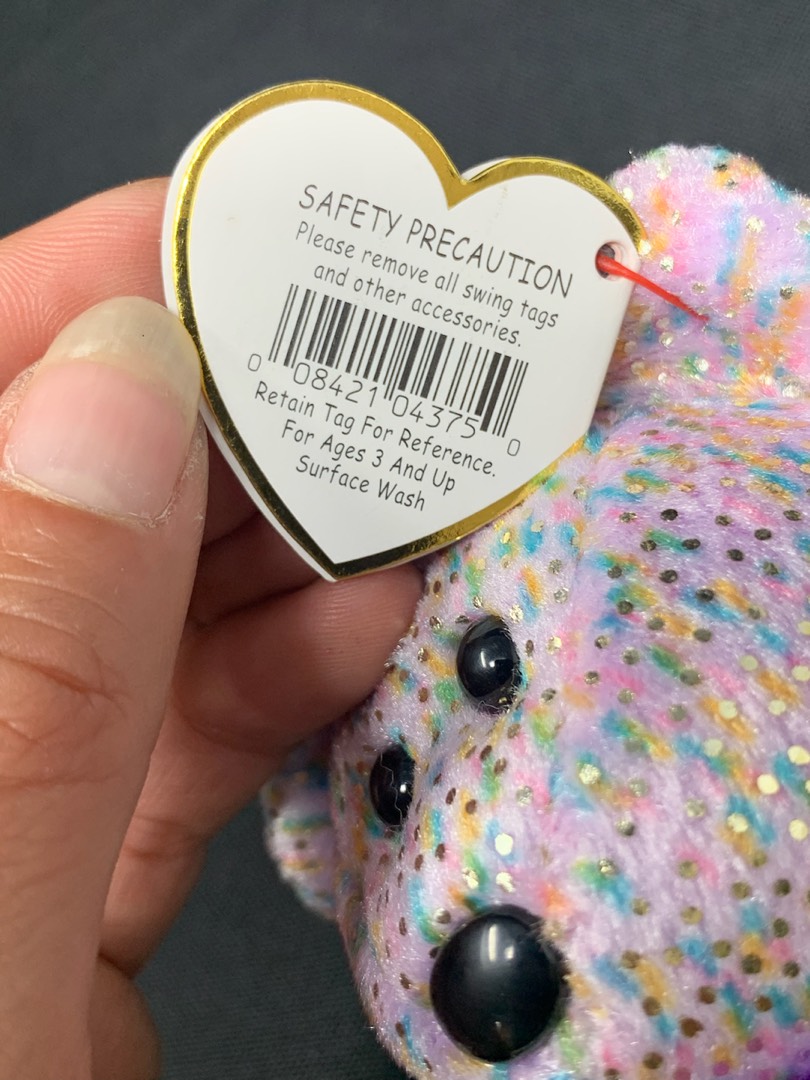 SAFETY PRECAUTION
Please remove all swing tags
and other accessories.
0 08421 04375 0
Retain Tag For Reference.
For Ages 3 And Up
Surface Wash